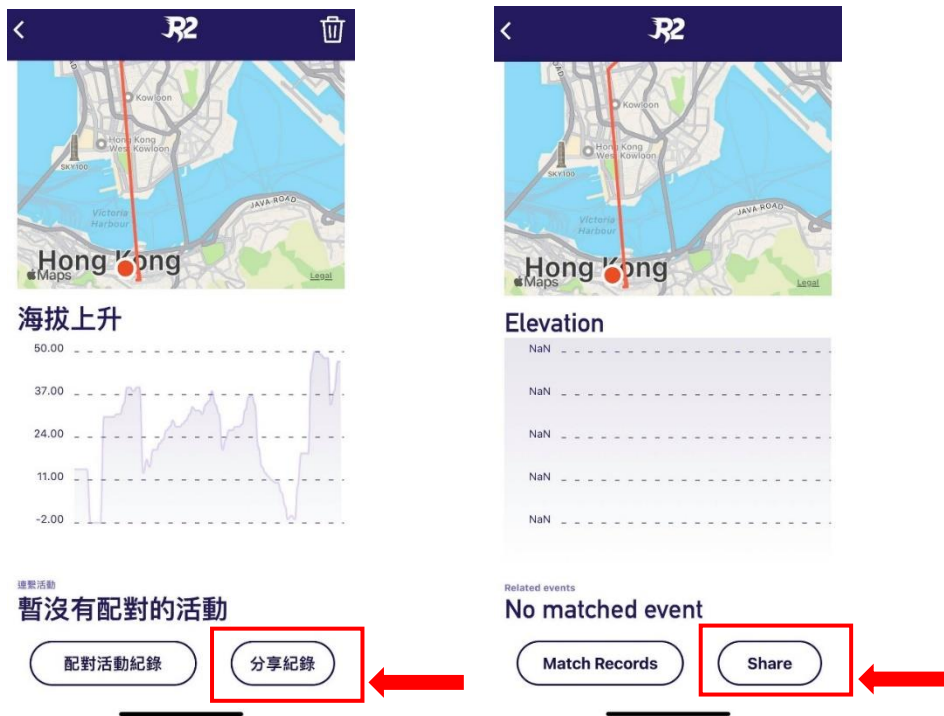 R2
Kowloon
Hong Kong
West Kowloon
SKY100
JAVA ROAD
Victoria
Harbour
Hong Kong
Maps
Legal
海拔上升
50.00
37.00
24.00
11.00
-2.00
連繫活動
暫沒有配對的活動
配對活動紀錄
分享紀錄
R2
Kowloon
Hong Kong
West Kowloon
SKY100
JAVA ROAD
Victoria
Harbour
Hong Kong
Maps
Legal
Elevation
NaN
NaN
NaN
NaN
NaN
Related events
No matched event
Match Records
Share